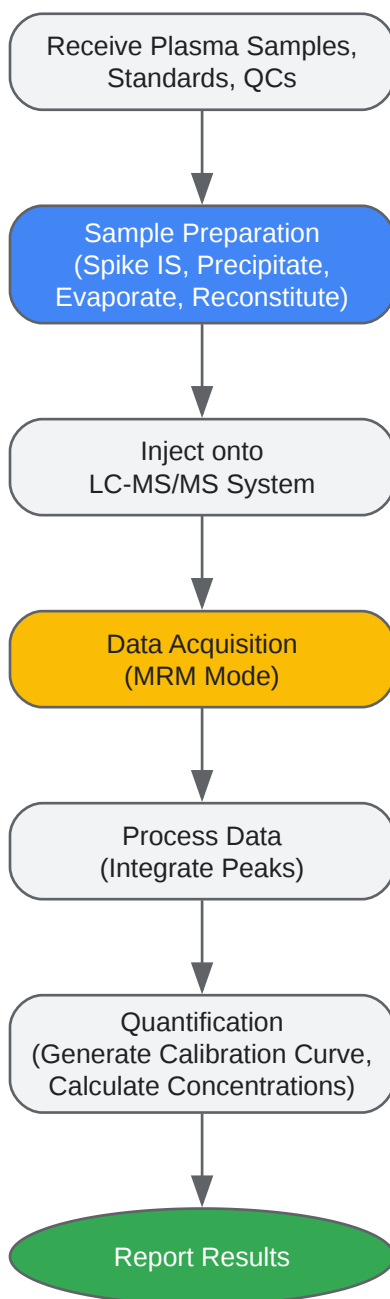 Receive Plasma Samples,
Standards, QCs
Sample Preparation
(Spike IS, Precipitate,
Evaporate, Reconstitute)
Inject onto
LC-MS/MS System
Data Acquisition
(MRM Mode)
Process Data
(Integrate Peaks)
Quantification
(Generate Calibration Curve,
Calculate Concentrations)
Report Results